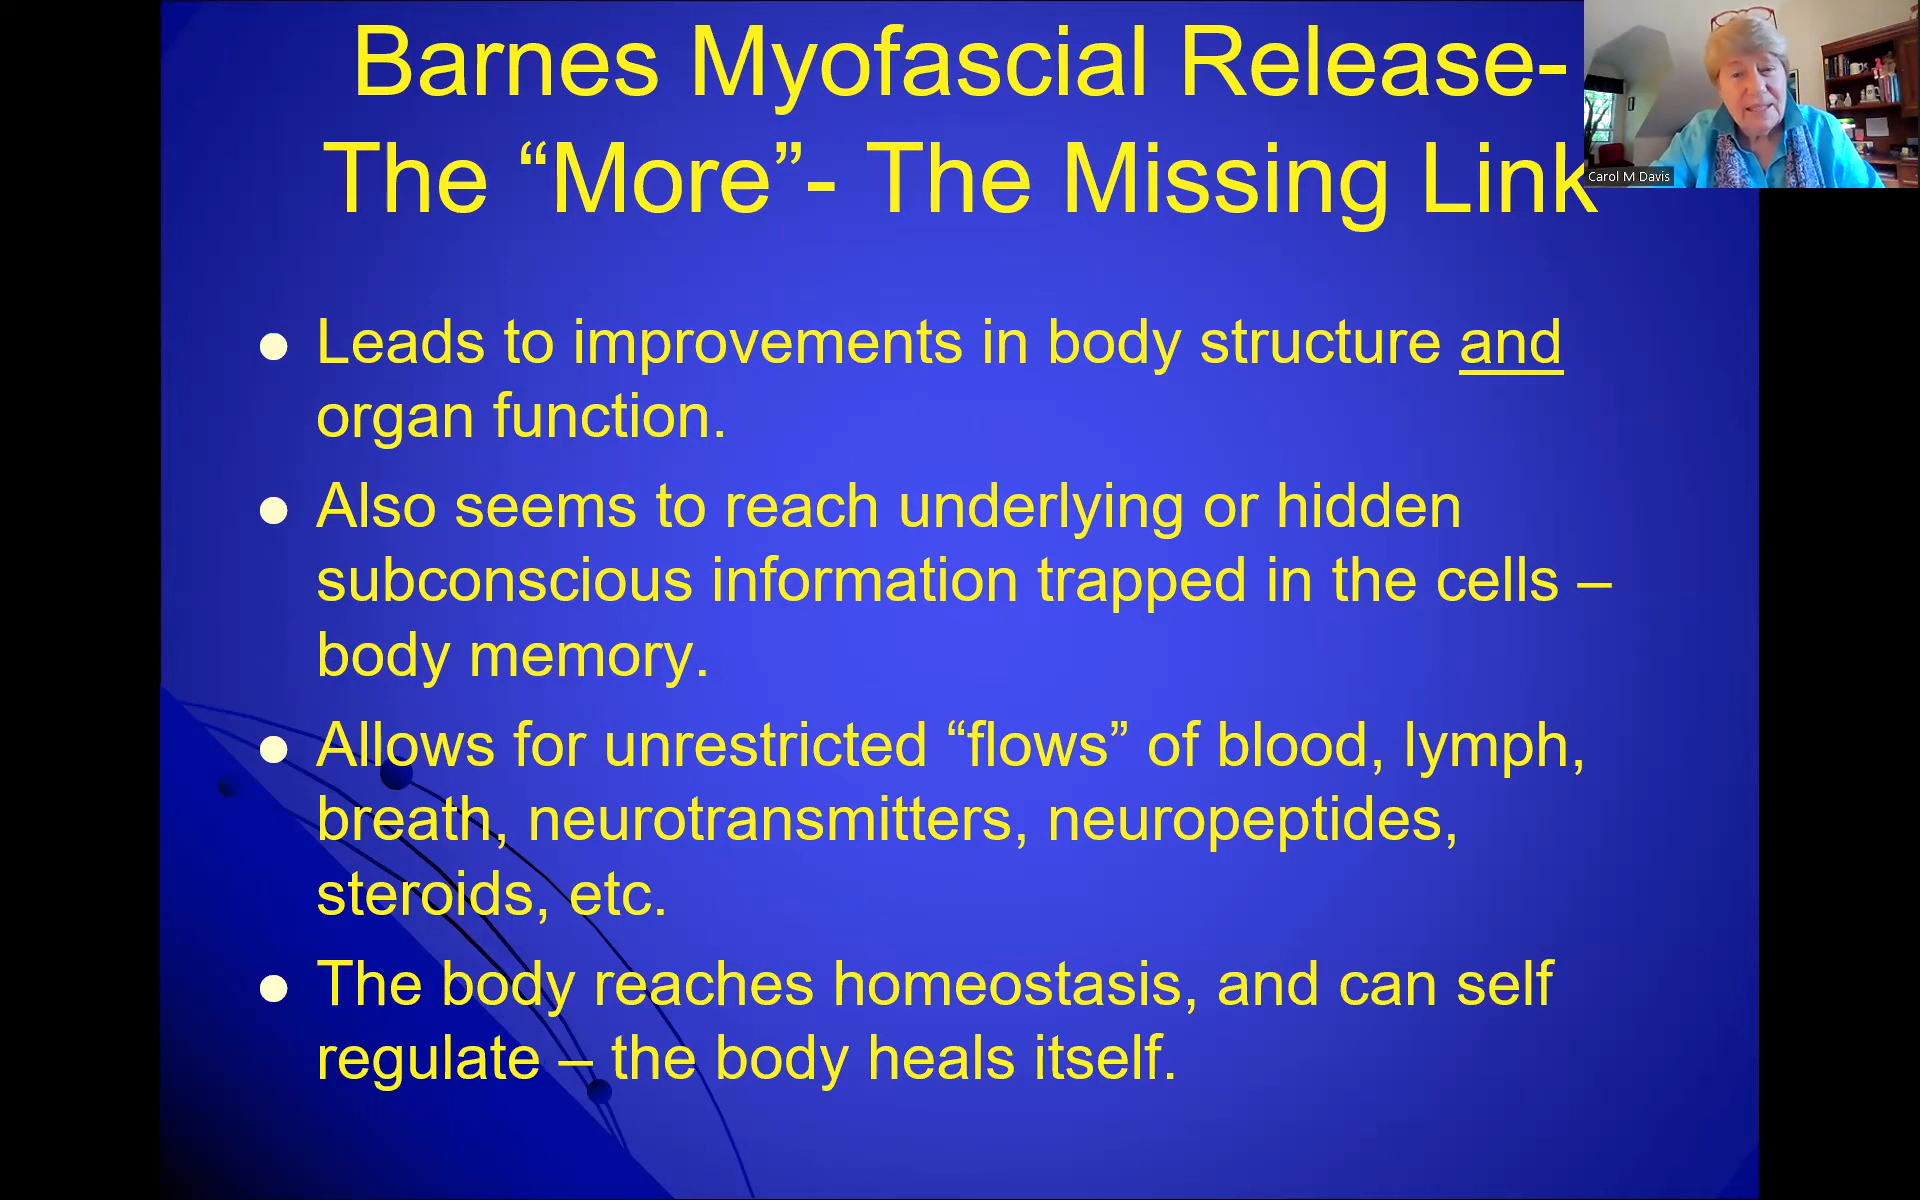 Barnes Myofascial Release-
The “More”- The Missing Link
Carol M Davis
● Leads to improvements in body structure and
organ function.
● Also seems to reach underlying or hidden
subconscious information trapped in the cells –
body memory.
● Allows for unrestricted “flows” of blood, lymph,
breath, neurotransmitters, neuropeptides,
steroids, etc.
● The body reaches homeostasis, and can self
regulate – the body heals itself.